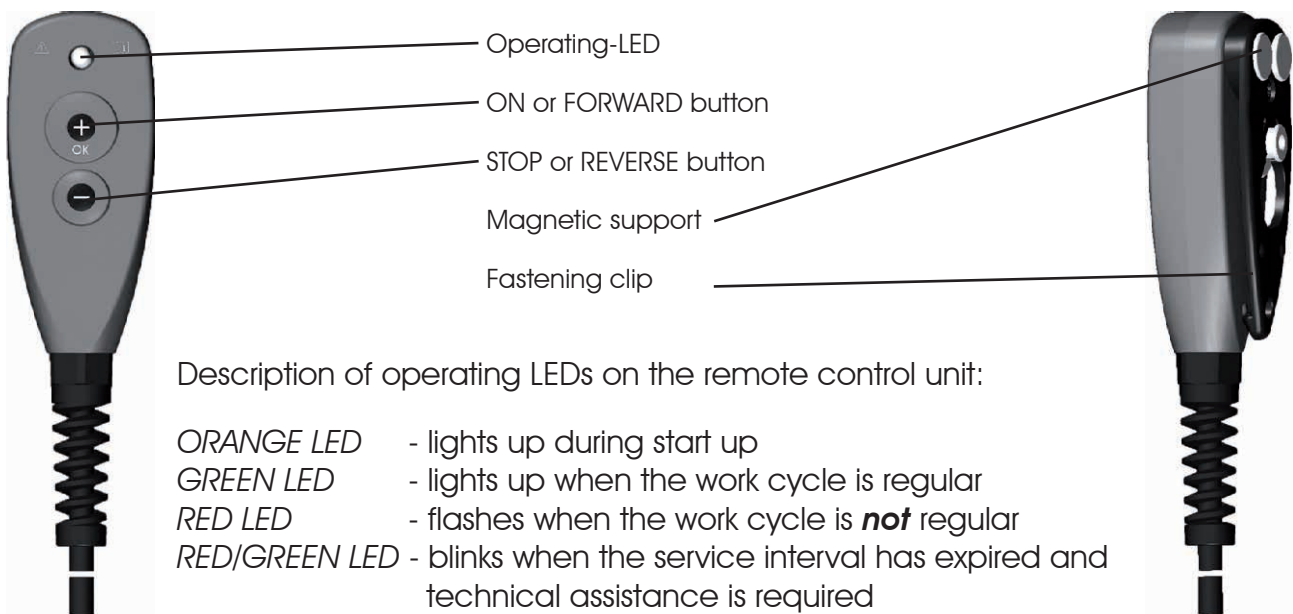 Operating-LED
+
ON or FORWARD button
OK
STOP or REVERSE button
−
Magnetic support
Fastening clip
Description of operating LEDs on the remote control unit:
ORANGE LED - lights up during start up
GREEN LED - lights up when the work cycle is regular
RED LED - flashes when the work cycle is not regular
RED/GREEN LED - blinks when the service interval has expired and
technical assistance is required